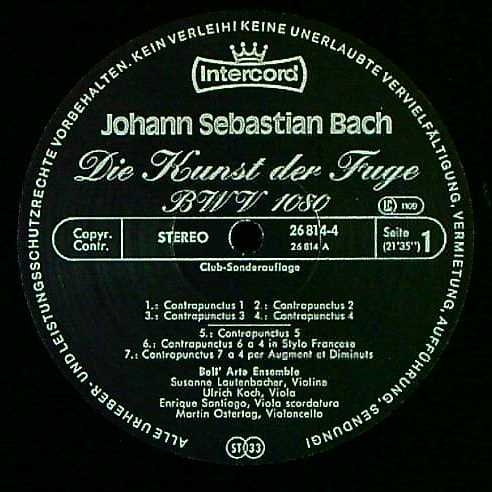 ALLE URHEBER- UND LEISTUNGSSCHUTZRECHTE VORBEHALTEN. KEIN VERLEIH! KEINE UNERLAUBTE VERVIELFÄLTIGUNG, VERMIETUNG, AUFFÜHRUNG, SENDUNG!
Intercord
Johann Sebastian Bach
Die Kunst der Fuge
BWV 1080
LC 1109
Copyr.
Contr.
STEREO
26 814-4
26 814 A
Seite
(21'35") 1
Club-Sonderauflage
1.: Contrapunctus 1 2.: Contrapunctus 2
3.: Contrapunctus 3 4.: Contrapunctus 4
5.: Contrapunctus 5
6.: Contrapunctus 6 a 4 in Stylo Francese
7.: Contrapunctus 7 a 4 per Augment et Diminuts
Bell' Arte Ensemble
Susanne Lautenbacher, Violine
Ulrich Koch, Viola
Enrique Santiago, Viola scordatura
Martin Ostertag, Violoncello
ST 33